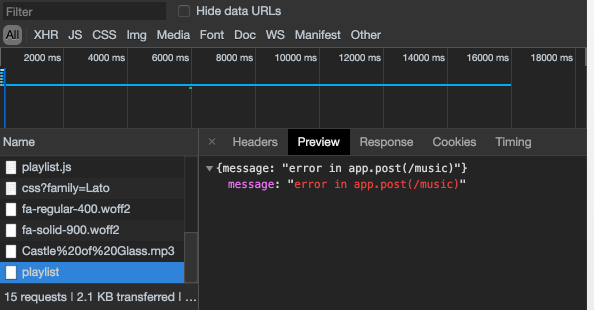 Filter
Hide data URLs
All XHR JS CSS Img Media Font Doc WS Manifest Other
2000 ms 4000 ms 6000 ms 8000 ms 10000 ms 12000 ms 14000 ms 16000 ms 18000 ms
Name × Headers Preview Response Cookies Timing
playlist.js
css?family=Lato
fa-regular-400.woff2
fa-solid-900.woff2
Castle%20of%20Glass.mp3
playlist
15 requests | 2.1 KB transferred | ...
{message: "error in app.post(/music)"}
message: "error in app.post(/music)"